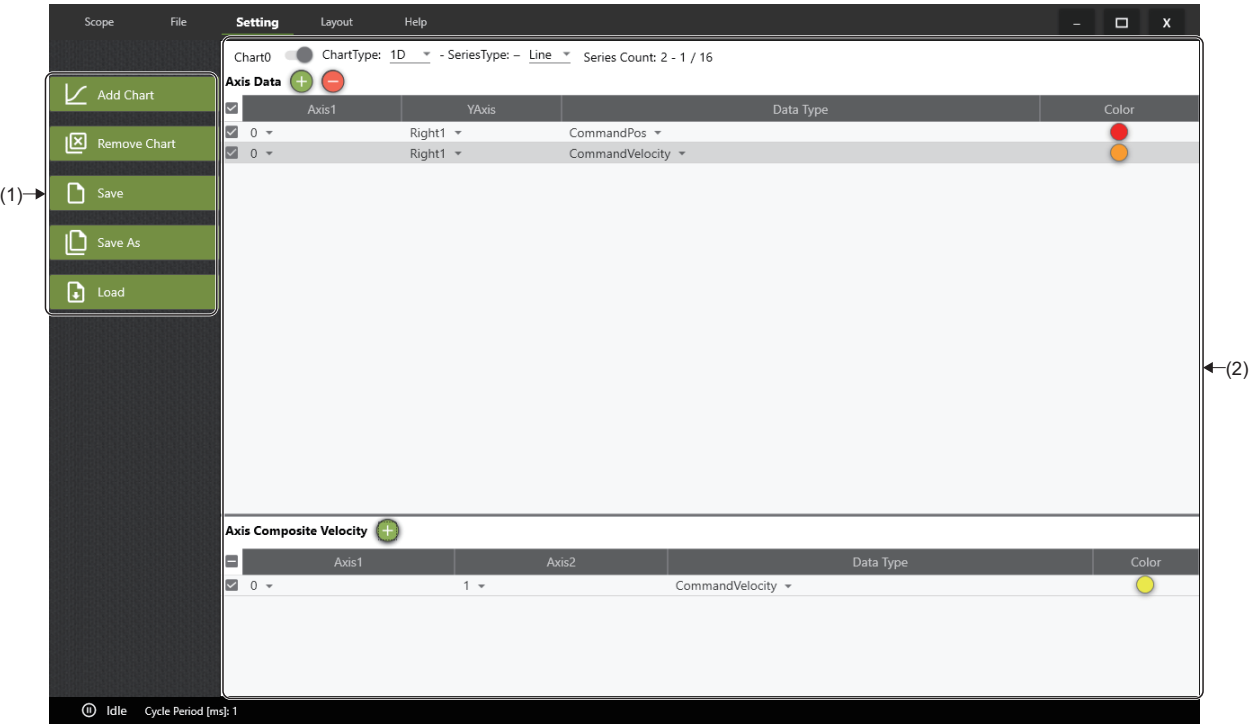 Scope File Setting Layout Help – X
Chart0 ChartType: 1D - SeriesType: – Line Series Count: 2 - 1 / 16
Axis Data + −
Axis1 YAxis Data Type Color
0 Right1 CommandPos
0 Right1 CommandVelocity
Add Chart
Remove Chart
(1)
Save
Save As
Load
(2)
Axis Composite Velocity +
Axis1 Axis2 Data Type Color
0 1 CommandVelocity
Idle Cycle Period [ms]: 1